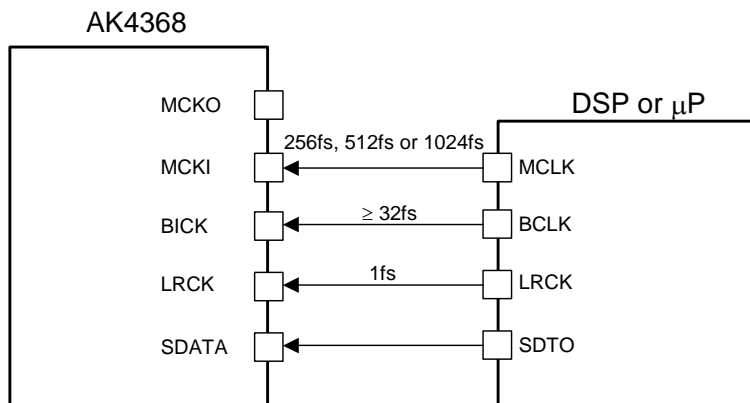 AK4368
DSP or μP
MCKO
256fs, 512fs or 1024fs
MCKI
MCLK
≥ 32fs
BICK
BCLK
1fs
LRCK
LRCK
SDATA
SDTO